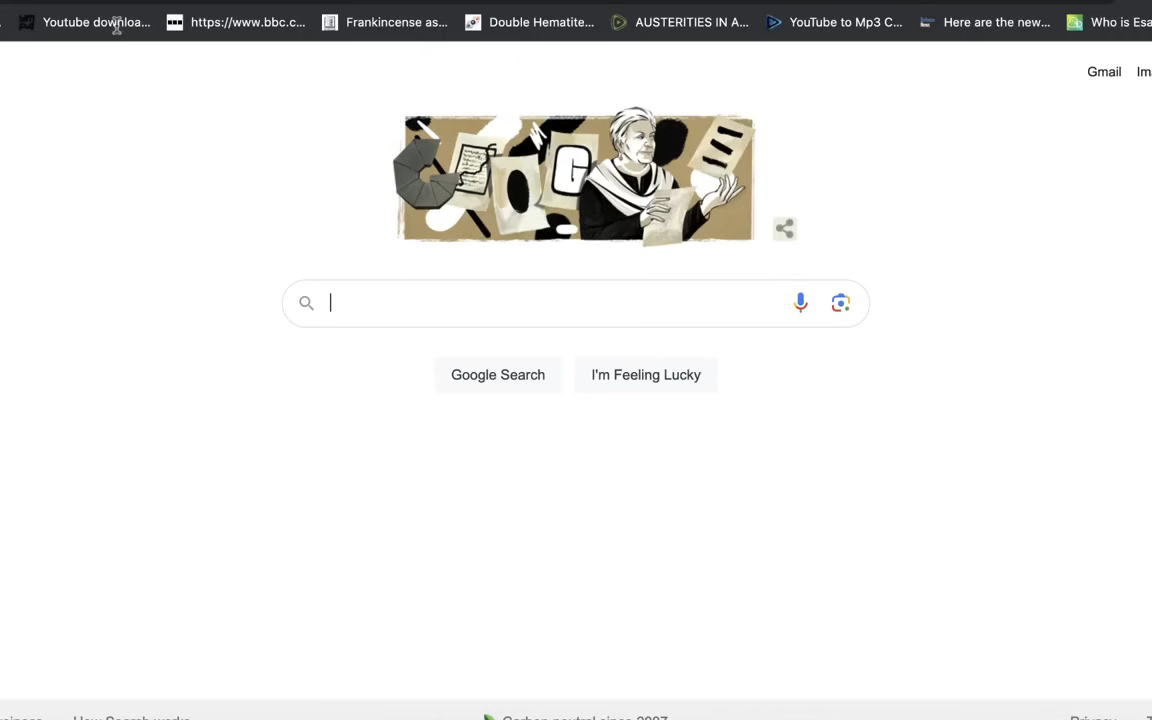 Youtube downloa... https://www.bbc.c... Frankincense as... Double Hematite... AUSTERITIES IN A... YouTube to Mp3 C... Here are the new... Who is Esa
Gmail Im
G
Google Search I'm Feeling Lucky
How Search works Carbon neutral since 2007 Privacy